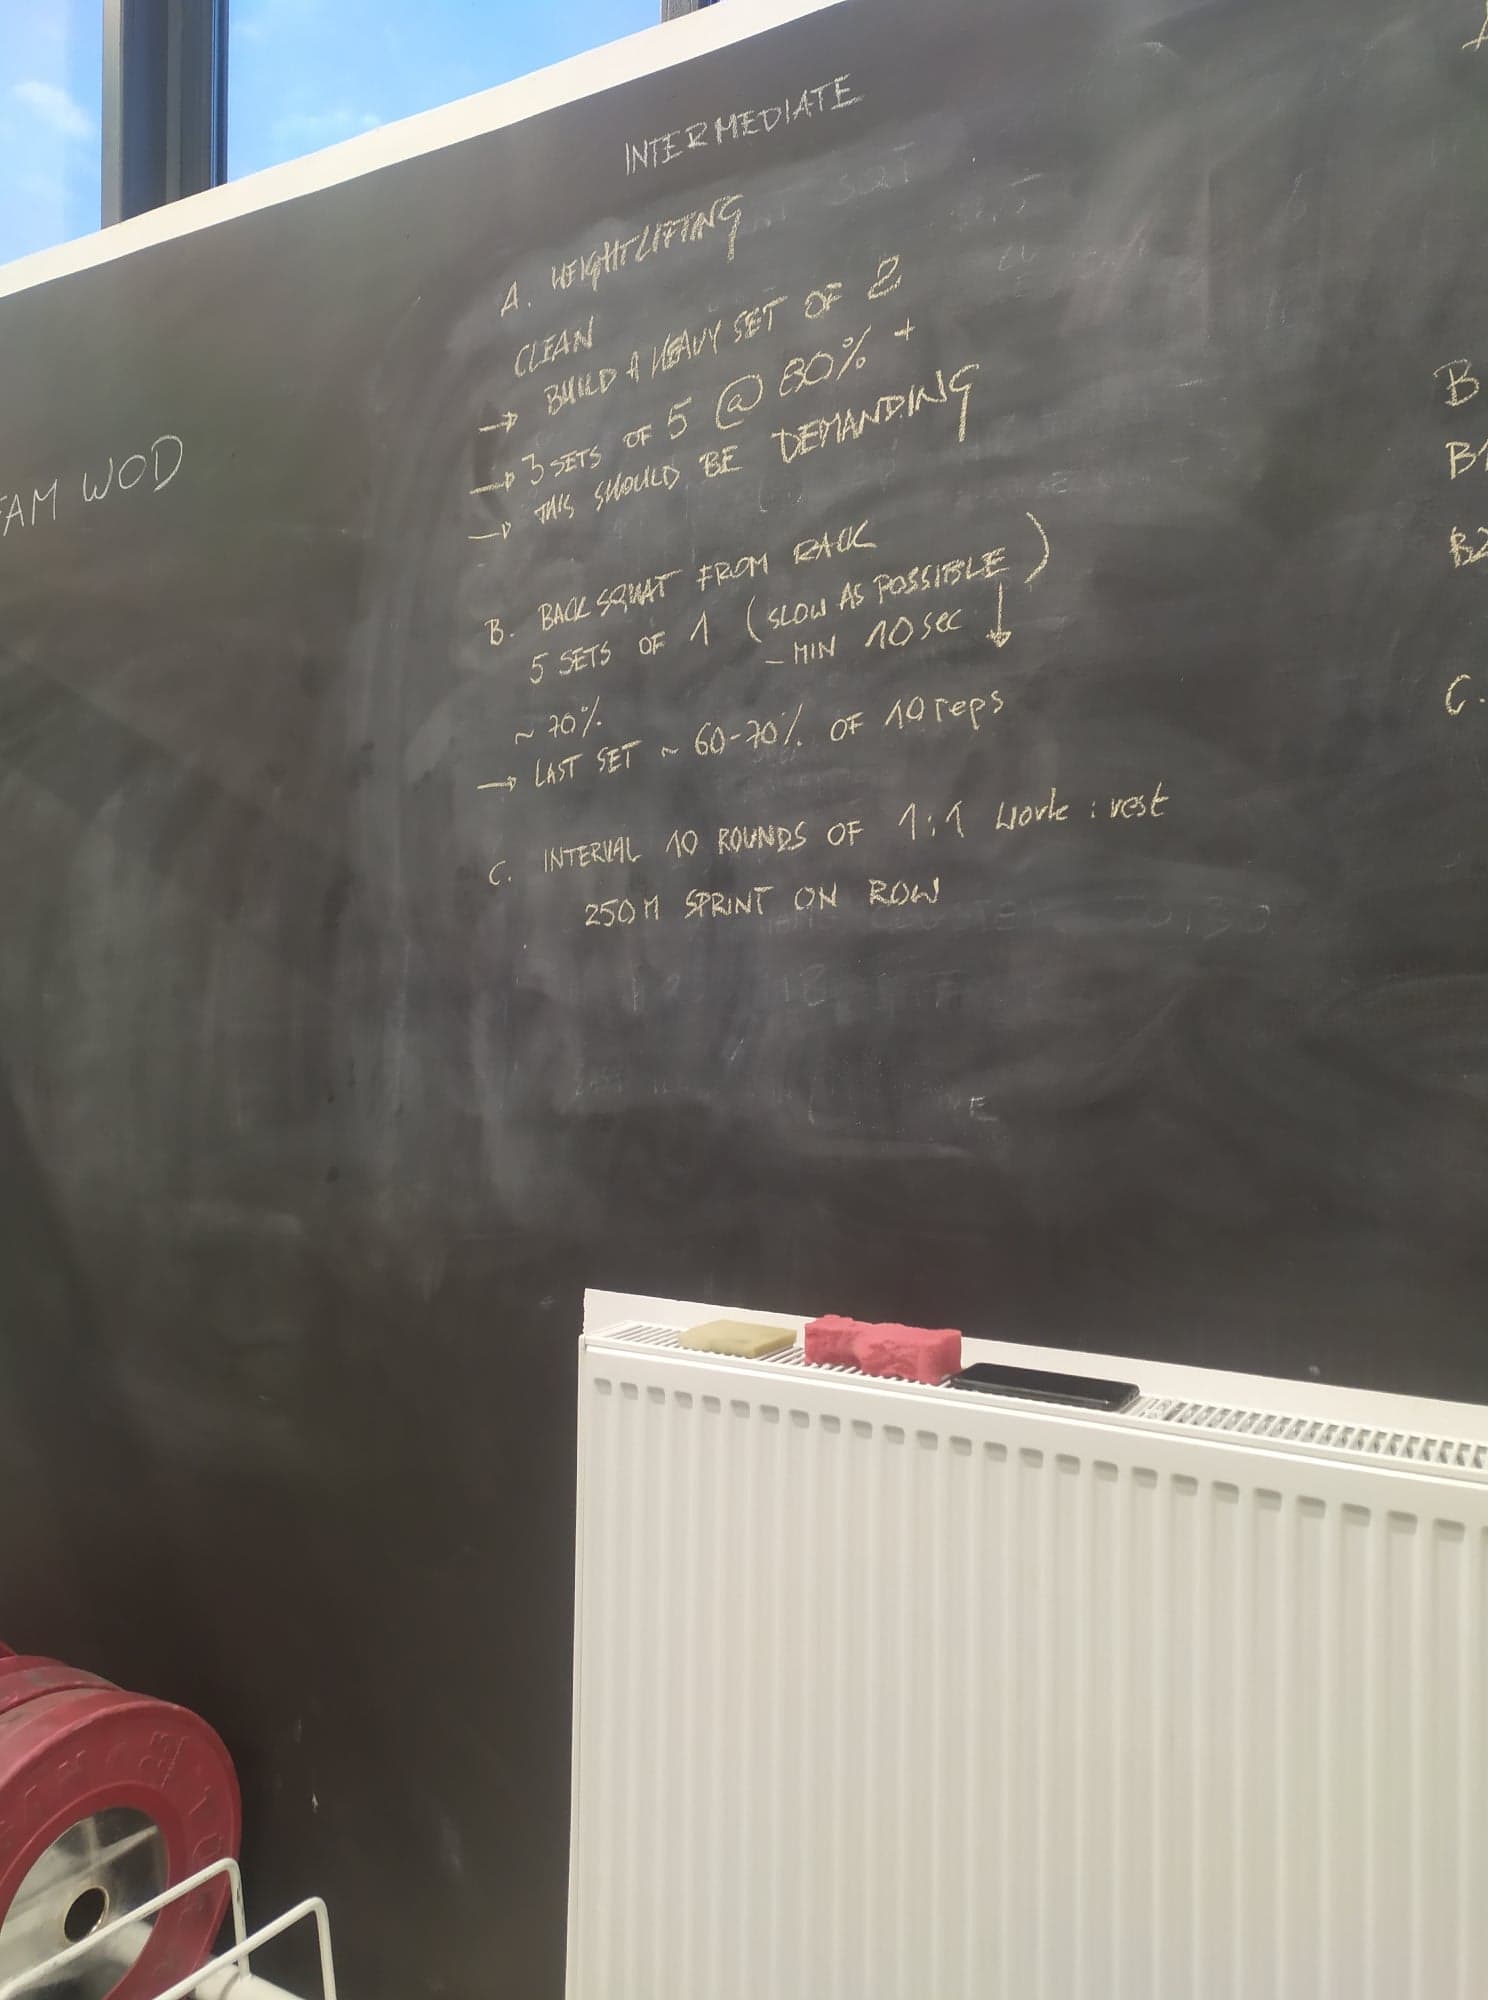 INTERMEDIATE
A. WEIGHTLIFTING
CLEAN
→ BUILD A HEAVY SET OF 2
→ 3 SETS OF 5 @ 80% +
→ THIS SHOULD BE DEMANDING
B. BACK SQUAT FROM RACK
5 SETS OF 1 (SLOW AS POSSIBLE)
- MIN 10 sec ↓
~ 70%
→ LAST SET ~ 60-70% OF 10 reps
C. INTERVAL 10 ROUNDS OF 1:1 work : rest
250 M SPRINT ON ROW
WOD
B
B1
B2
C.